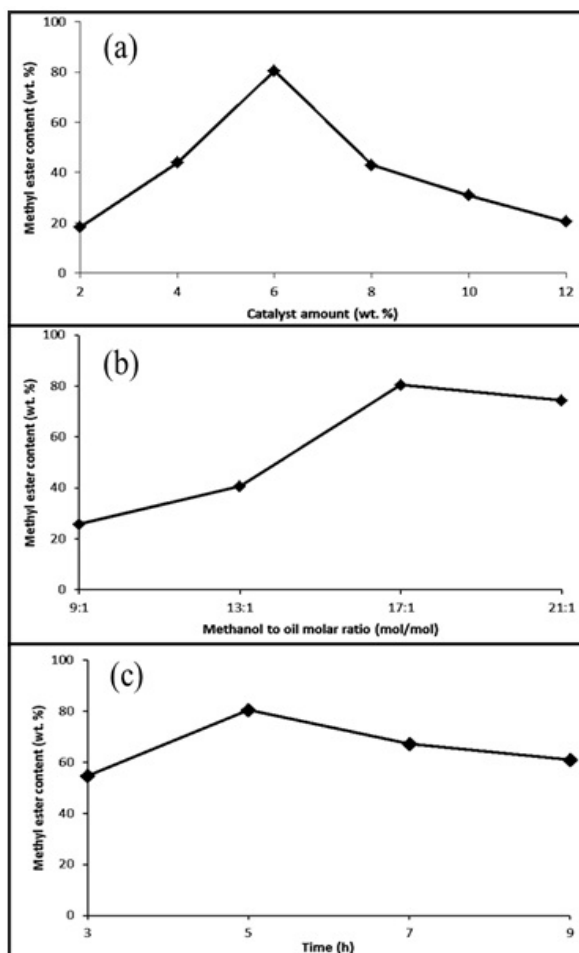 (a)
Methyl ester content (wt. %)
100
80
60
40
20
0
2 4 6 8 10 12
Catalyst amount (wt. %)
(b)
Methyl ester content (wt. %)
100
80
60
40
20
0
9:1 13:1 17:1 21:1
Methanol to oil molar ratio (mol/mol)
(c)
Methyl ester content (wt. %)
100
80
60
40
20
0
3 5 7 9
Time (h)